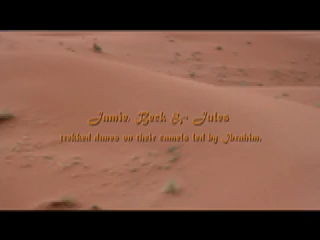 Jamie, Beck & Jules
trekked dunes on their camels led by Ibrahim.